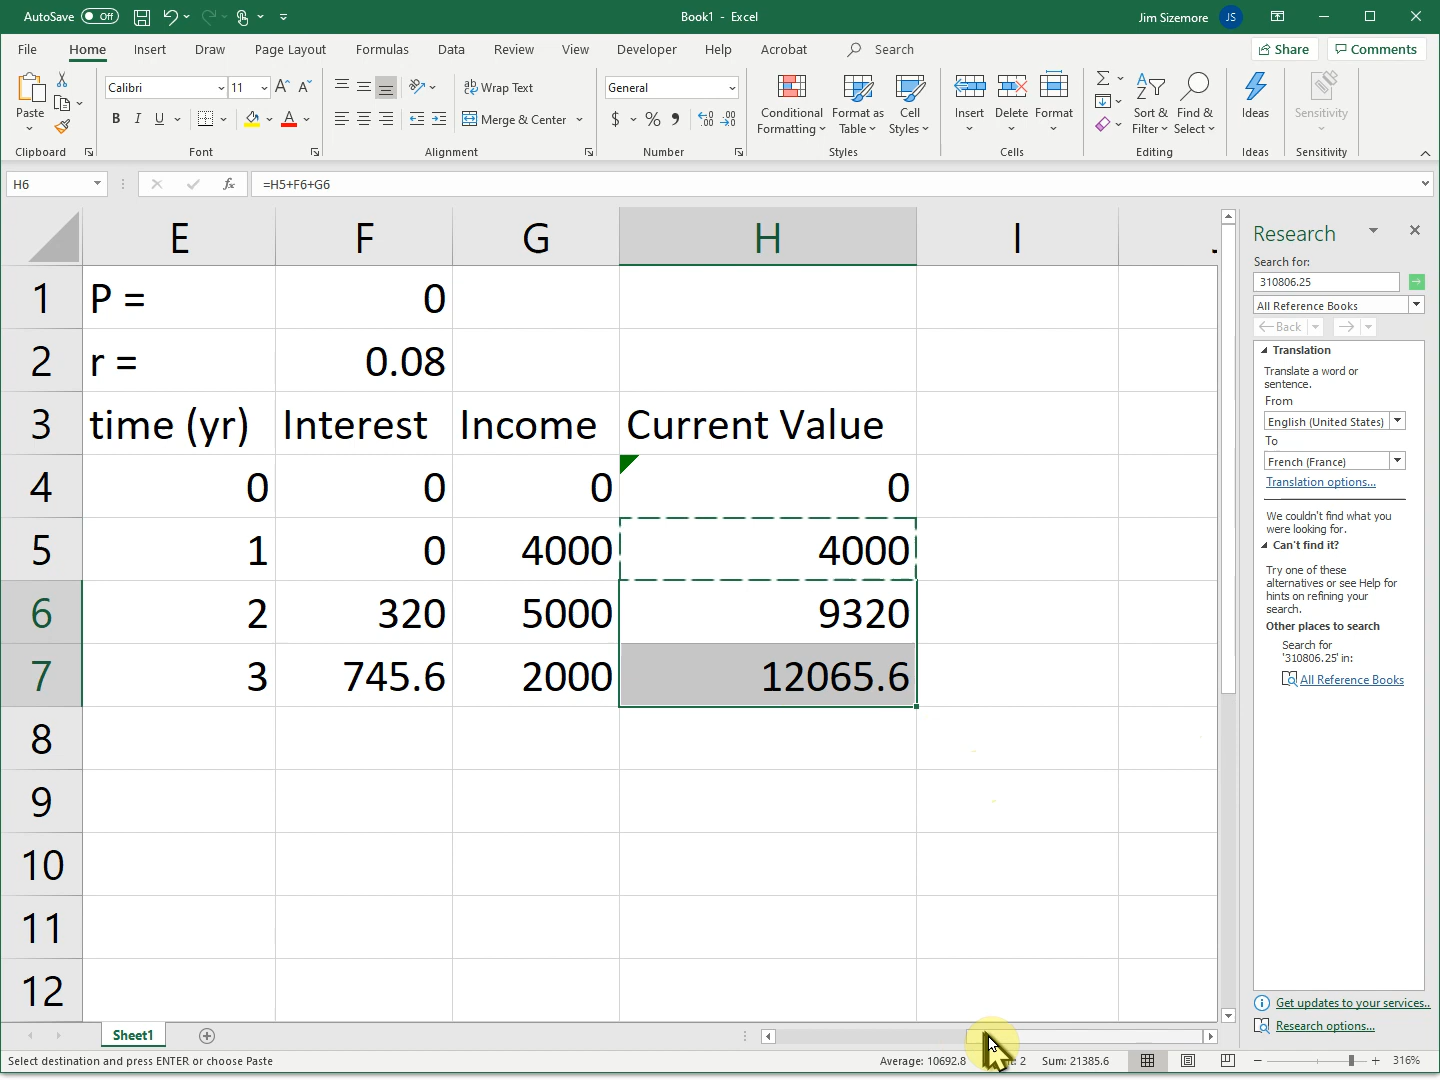 AutoSave Off
Book1 - Excel
Jim Sizemore JS
File Home Insert Draw Page Layout Formulas Data Review View Developer Help Acrobat Search Share Comments
Paste
Clipboard
Calibri 11
B I U A
Font
Wrap Text
Merge & Center
Alignment
General
$ % , .00
Number
Conditional Formatting
Format as Table
Cell Styles
Styles
Insert Delete Format
Cells
Sort & Filter
Find & Select
Editing
Ideas
Ideas
Sensitivity
Sensitivity
H6 fx =H5+F6+G6
E F G H I
1 P = 0
2 r = 0.08
3 time (yr) Interest Income Current Value
4 0 0 0 0
5 1 0 4000 4000
6 2 320 5000 9320
7 3 745.6 2000 12065.6
8
9
10
11
12
Research
Search for:
310806.25
All Reference Books
Back
Translation
Translate a word or
sentence.
From
English (United States)
To
French (France)
Translation options...
We couldn't find what you
were looking for.
Can't find it?
Try one of these
alternatives or see Help for
hints on refining your
search.
Other places to search
Search for
'310806.25' in:
All Reference Books
Get updates to your services..
Research options...
Sheet1
Select destination and press ENTER or choose Paste
Average: 10692.8 2 Sum: 21385.6
316%